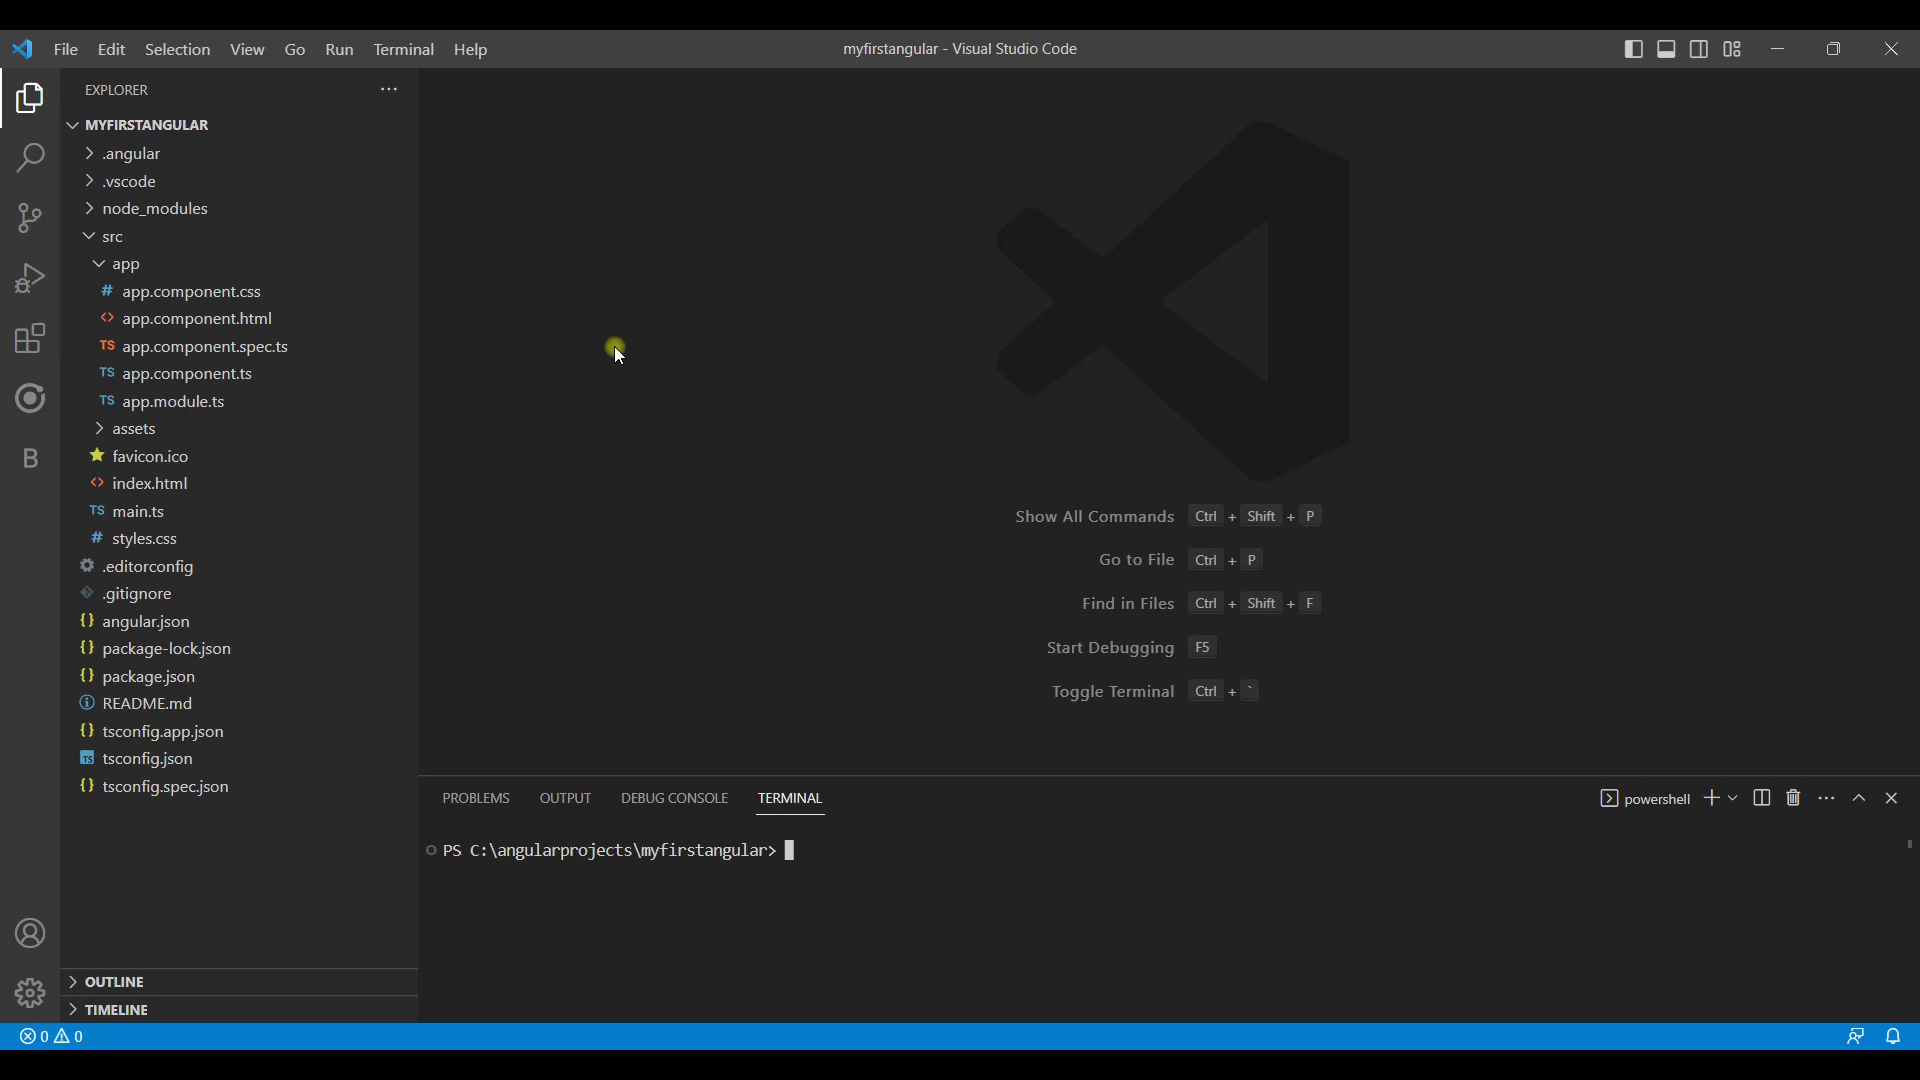 File Edit Selection View Go Run Terminal Help
myfirstangular - Visual Studio Code
EXPLORER
MYFIRSTANGULAR
.angular
.vscode
node_modules
src
app
# app.component.css
<> app.component.html
TS app.component.spec.ts
TS app.component.ts
TS app.module.ts
assets
favicon.ico
<> index.html
TS main.ts
# styles.css
.editorconfig
.gitignore
{} angular.json
{} package-lock.json
{} package.json
README.md
{} tsconfig.app.json
TS tsconfig.json
{} tsconfig.spec.json
B
OUTLINE
TIMELINE
Show All Commands Ctrl + Shift + P
Go to File Ctrl + P
Find in Files Ctrl + Shift + F
Start Debugging F5
Toggle Terminal Ctrl + `
PROBLEMS OUTPUT DEBUG CONSOLE TERMINAL
powershell
PS C:\angularprojects\myfirstangular>
0 0